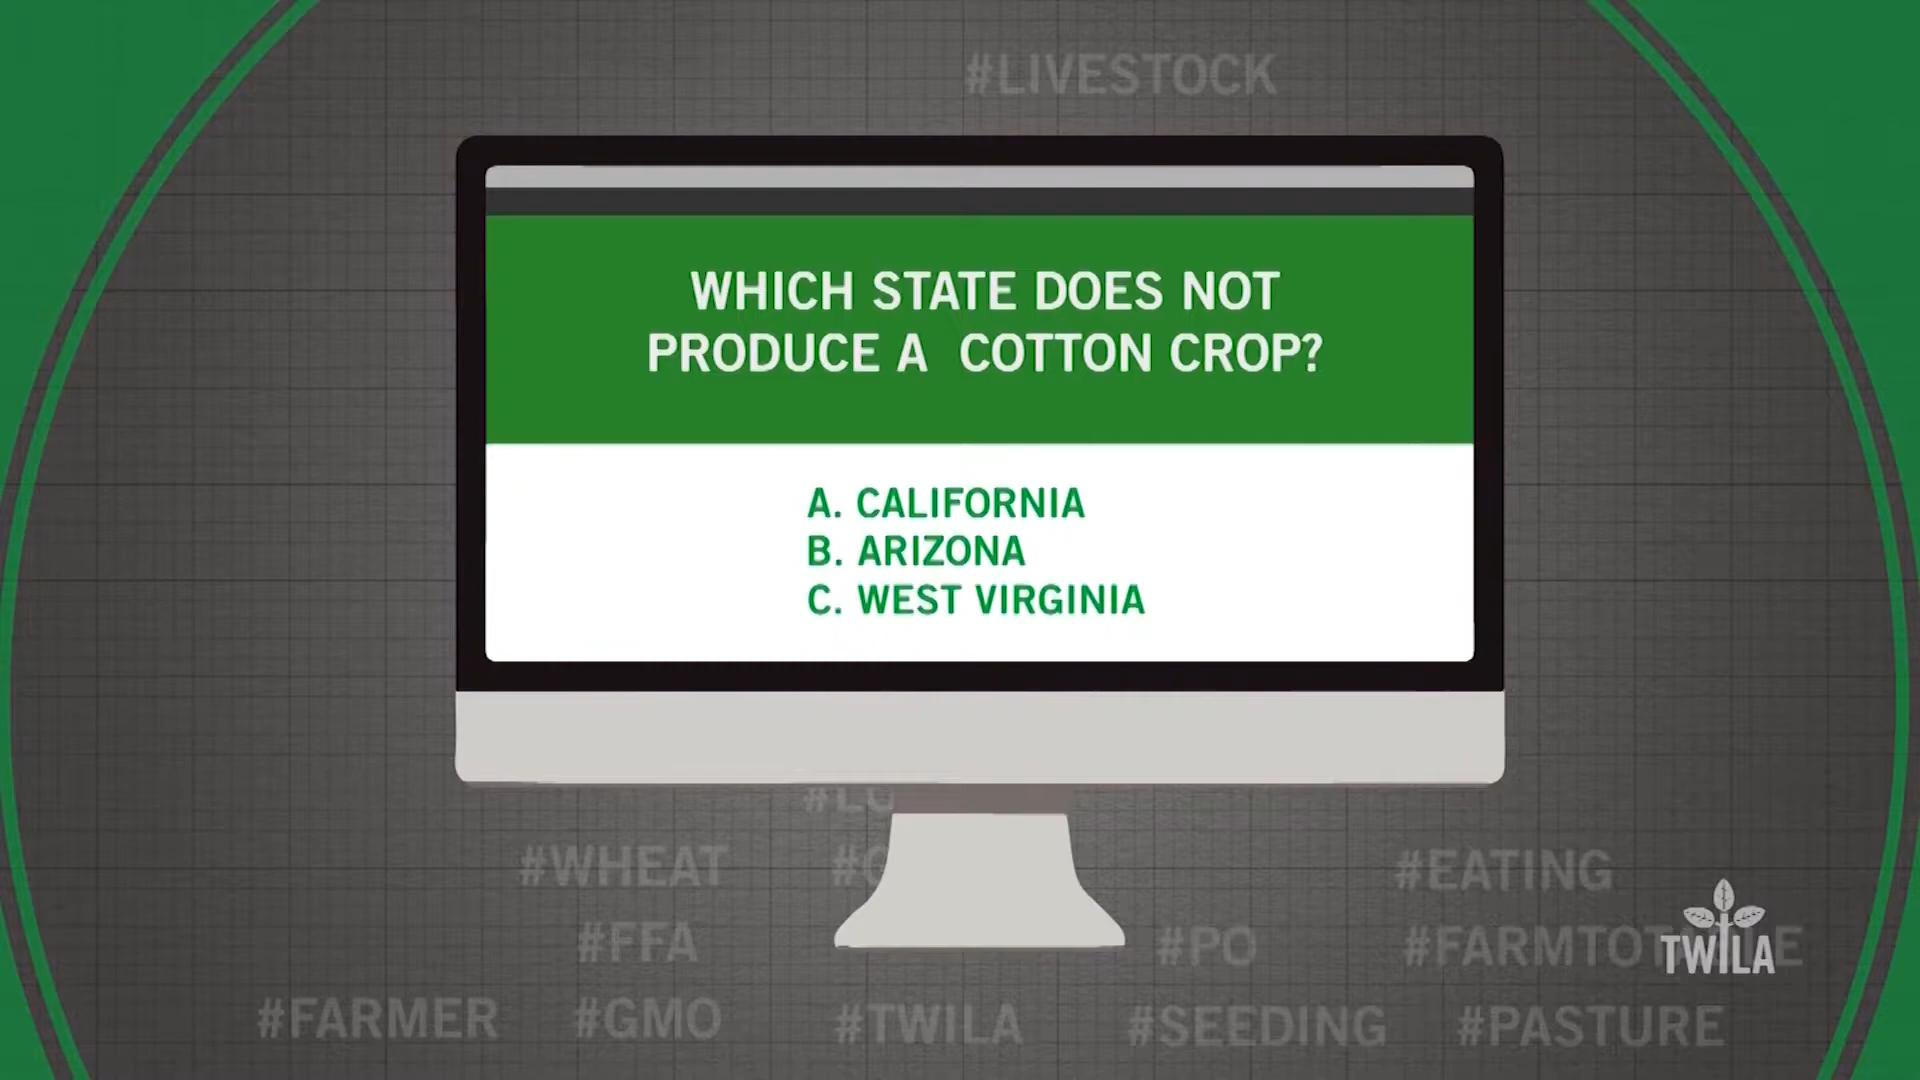 #LIVESTOCK
WHICH STATE DOES NOT
PRODUCE A COTTON CROP?
A. CALIFORNIA
B. ARIZONA
C. WEST VIRGINIA
#WHEAT
#EATING
#FFA
#PO
TWILA
#FARMER
#GMO
#TWILA
#SEEDING
#PASTURE